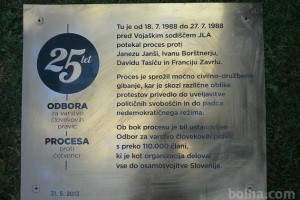 25 let
ODBORA
za varstvo
človekovih
pravic
PROCESA
proti
četverici
31. 5. 2013
Tu je od 18. 7. 1988 do 27. 7. 1988
pred Vojaškim sodiščem JLA
potekal proces proti
Janezu Janši, Ivanu Borštnerju,
Davidu Tasiču in Franciju Zavrlu.
Proces je sprožil močno civilno-družbeno
gibanje, kar je skozi različne oblike
protestov privedlo do uveljavitve
političnih svoboščin in do padca
nedemokratičnega režima.
Ob bok procesu je bil ustanovljen
Odbor za varstvo človekovih pravic
s preko 110.000 člani,
ki je kot organizacija deloval
vse do osamosvojitve Slovenije.
bolha.com